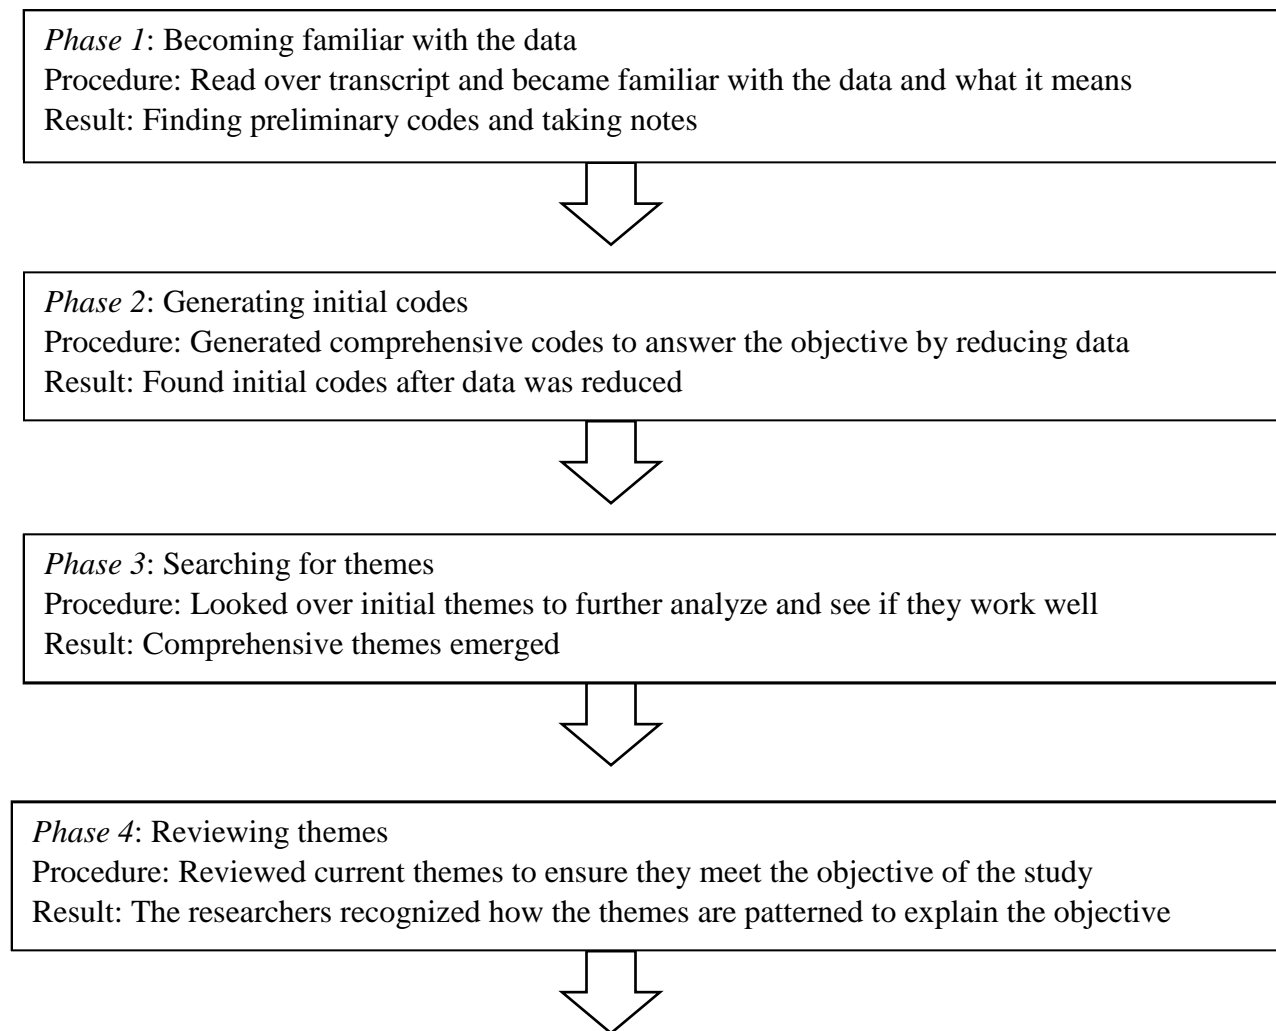 Phase 1: Becoming familiar with the data
Procedure: Read over transcript and became familiar with the data and what it means
Result: Finding preliminary codes and taking notes
Phase 2: Generating initial codes
Procedure: Generated comprehensive codes to answer the objective by reducing data
Result: Found initial codes after data was reduced
Phase 3: Searching for themes
Procedure: Looked over initial themes to further analyze and see if they work well
Result: Comprehensive themes emerged
Phase 4: Reviewing themes
Procedure: Reviewed current themes to ensure they meet the objective of the study
Result: The researchers recognized how the themes are patterned to explain the objective